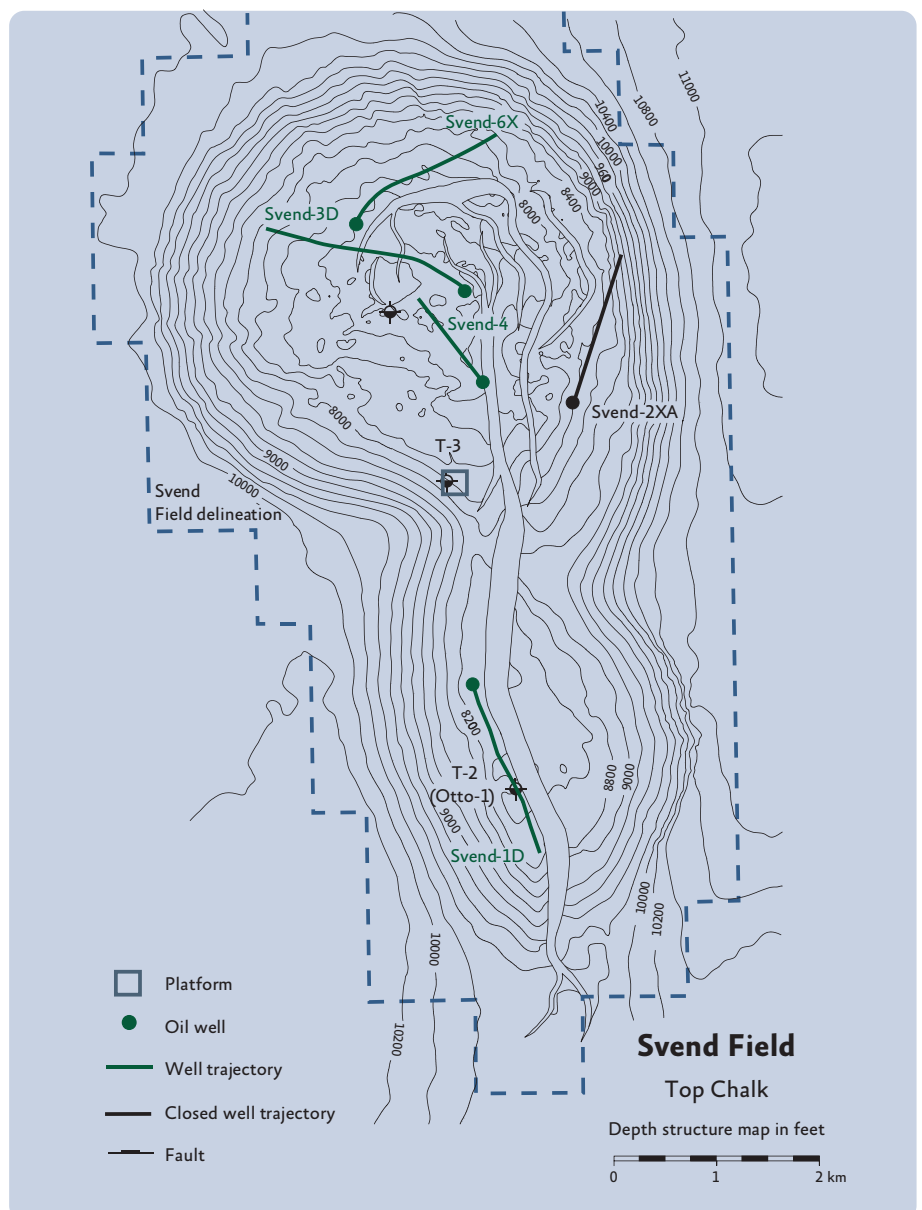 11000
10800
10400
10000
960
9000
8400
8000
Svend-6X
Svend-3D
Svend-4
Svend-2XA
8000
9000
10000
T-3
Svend
Field delineation
8200
T-2
(Otto-1)
8800
9000
9000
Svend-1D
10000
10200
10000
10200
Platform
Oil well
Well trajectory
Closed well trajectory
Fault
Svend Field
Top Chalk
Depth structure map in feet
0 1 2 km